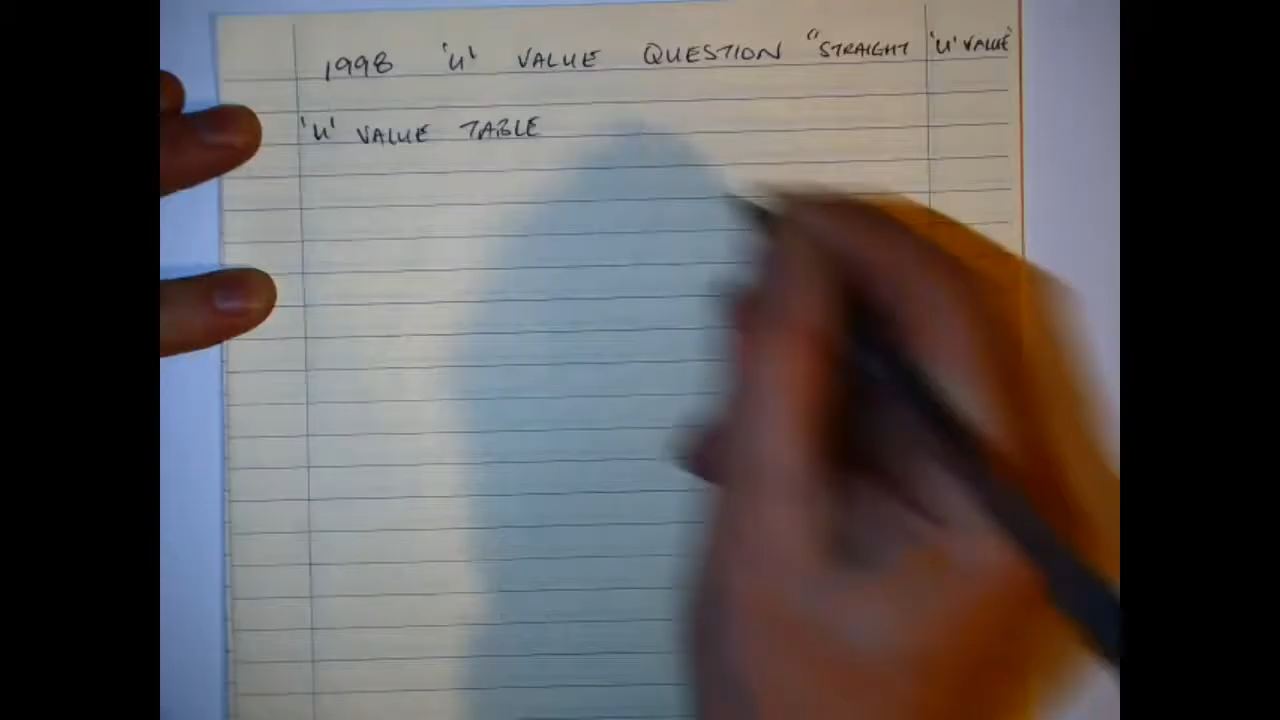 1998 'U' VALUE QUESTION "STRAIGHT 'U' VALUE"
'U' VALUE TABLE